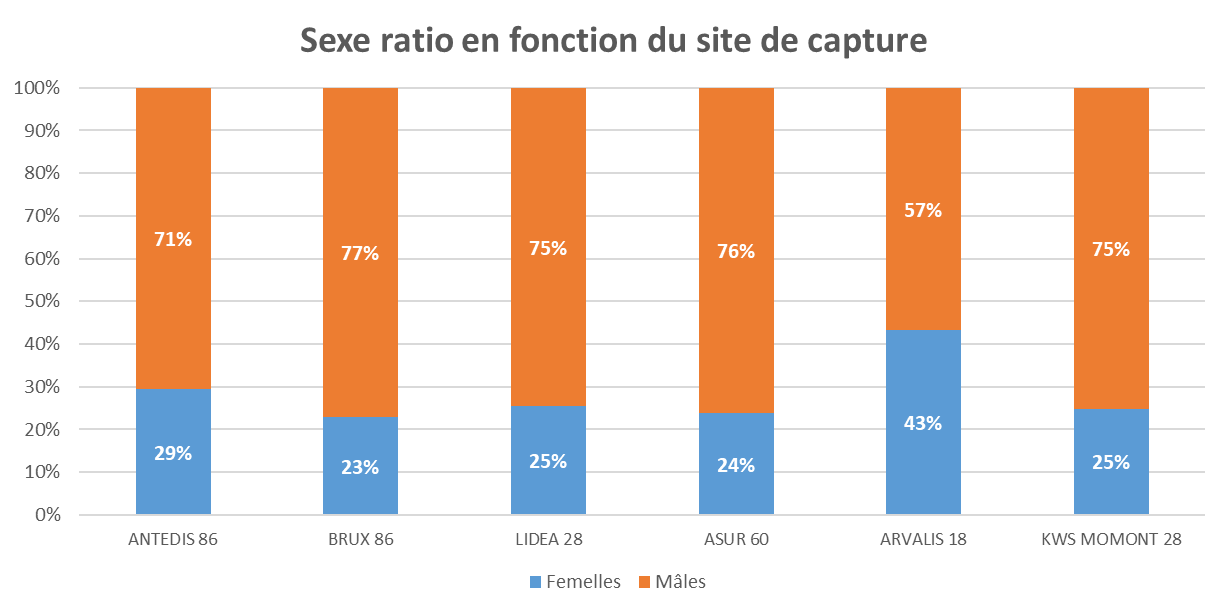 Sexe ratio en fonction du site de capture
100%
90%
80%
70%
60%
50%
40%
30%
20%
10%
0%
71% 77% 75% 76% 57% 75%
29% 23% 25% 24% 43% 25%
ANTEDIS 86 BRUX 86 LIDEA 28 ASUR 60 ARVALIS 18 KWS MOMONT 28
Femelles Mâles